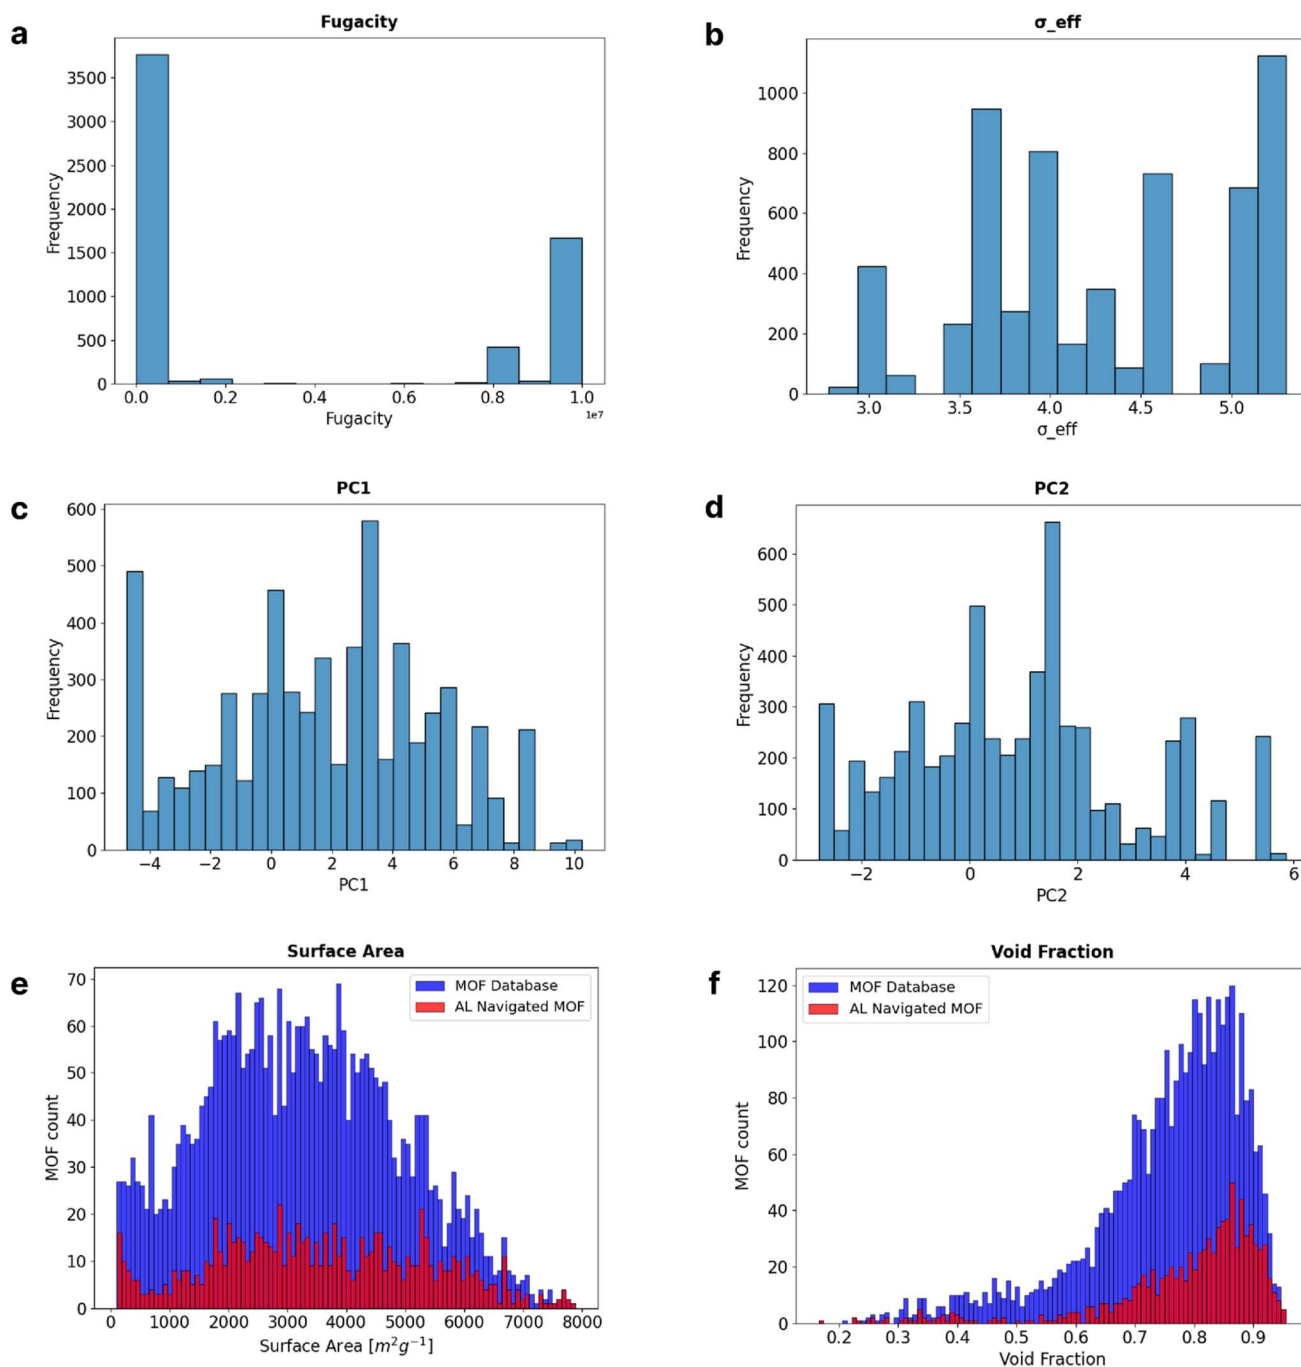 a
Fugacity
Frequency
3500
3000
2500
2000
1500
1000
500
0
0.0 0.2 0.4 0.6 0.8 1.0
1e7
Fugacity
b
σ_eff
Frequency
1000
800
600
400
200
0
3.0 3.5 4.0 4.5 5.0
σ_eff
c
PC1
Frequency
600
500
400
300
200
100
0
−4 −2 0 2 4 6 8 10
PC1
d
PC2
Frequency
600
500
400
300
200
100
0
−2 0 2 4 6
PC2
e
Surface Area
MOF Database
AL Navigated MOF
MOF count
70
60
50
40
30
20
10
0
0 1000 2000 3000 4000 5000 6000 7000 8000
Surface Area [m²g⁻¹]
f
Void Fraction
MOF Database
AL Navigated MOF
MOF count
120
100
80
60
40
20
0
0.2 0.3 0.4 0.5 0.6 0.7 0.8 0.9
Void Fraction